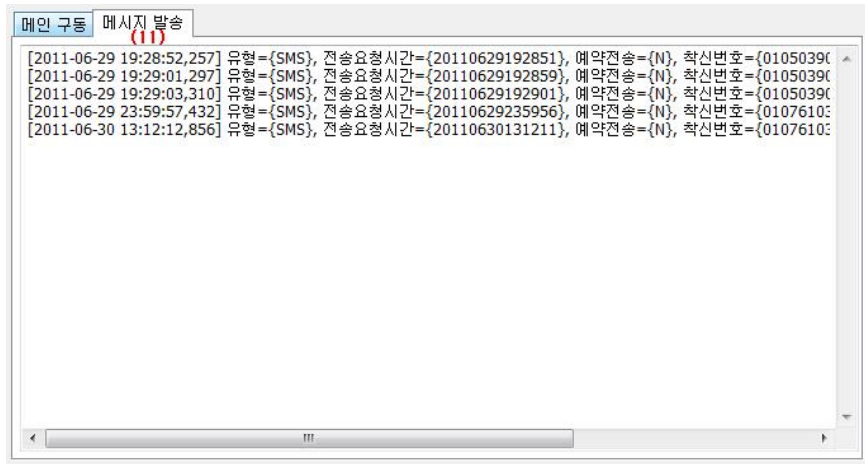 메인 구동 메시지 발송
(11)
[2011-06-29 19:28:52,257] 유형={SMS}, 전송요청시간={20110629192851}, 예약전송={N}, 착신번호={01050390
[2011-06-29 19:29:01,297] 유형={SMS}, 전송요청시간={20110629192859}, 예약전송={N}, 착신번호={01050390
[2011-06-29 19:29:03,310] 유형={SMS}, 전송요청시간={20110629192901}, 예약전송={N}, 착신번호={01050390
[2011-06-29 23:59:57,432] 유형={SMS}, 전송요청시간={20110629235956}, 예약전송={N}, 착신번호={01076103
[2011-06-30 13:12:12,856] 유형={SMS}, 전송요청시간={20110630131211}, 예약전송={N}, 착신번호={01076103